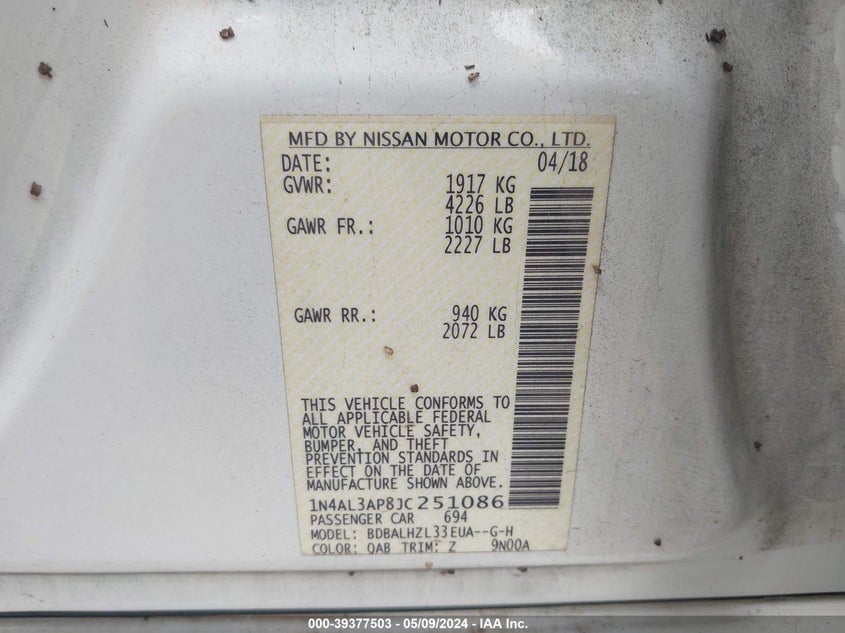 MFD BY NISSAN MOTOR CO., LTD.
DATE: 04/18
GVWR: 1917 KG
4226 LB
GAWR FR.: 1010 KG
2227 LB
GAWR RR.: 940 KG
2072 LB
THIS VEHICLE CONFORMS TO
ALL APPLICABLE FEDERAL
MOTOR VEHICLE SAFETY,
BUMPER, AND THEFT
PREVENTION STANDARDS IN
EFFECT ON THE DATE OF
MANUFACTURE SHOWN ABOVE.
1N4AL3AP8JC251086
PASSENGER CAR 694
MODEL: BDBALHZL33EUA--G-H
COLOR: QAB TRIM: Z 9N00A
000-39377503 - 05/09/2024 - IAA Inc.